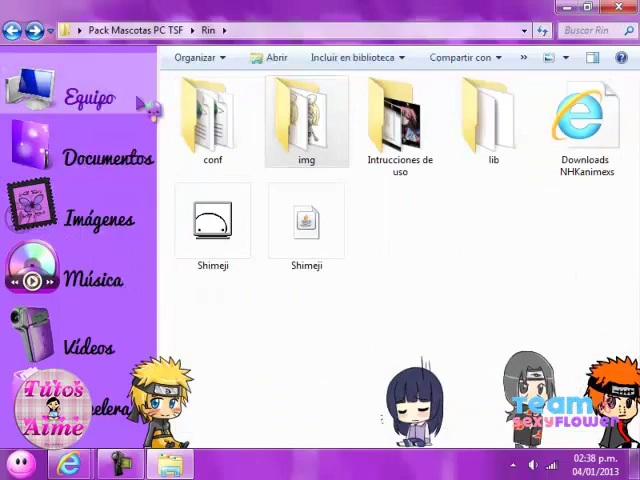 Pack Mascotas PC TSF ▸ Rin ▸
Buscar Rin
Organizar
Abrir
Incluir en biblioteca
Compartir con
»
Equipo
Documentos
Imágenes
Música
Vídeos
conf
img
Intrucciones de uso
lib
Downloads NHKanimexs
Shimeji
Shimeji
Tutos
Aime
TEAM
sexyFLOWER
02:38 p.m.
04/01/2013